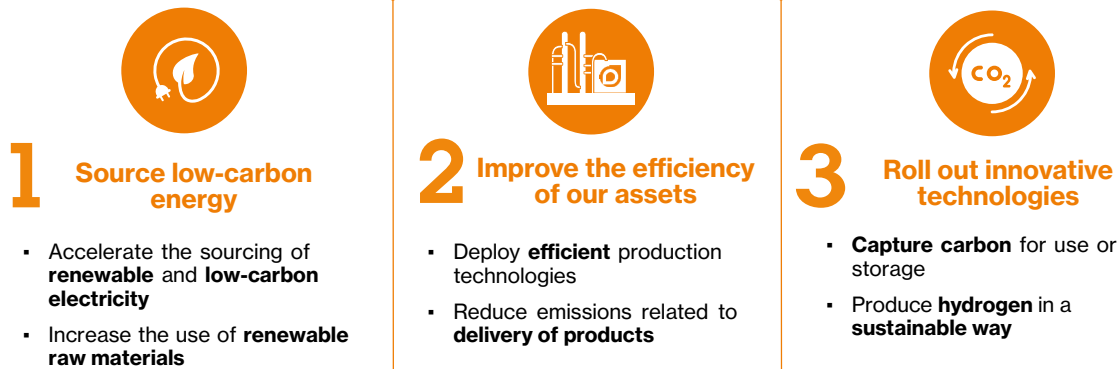 1
Source low-carbon
energy
▪ Accelerate the sourcing of
renewable and low-carbon
electricity
▪ Increase the use of renewable
raw materials
2
Improve the efficiency
of our assets
▪ Deploy efficient production
technologies
▪ Reduce emissions related to
delivery of products
CO₂
3
Roll out innovative
technologies
▪ Capture carbon for use or
storage
▪ Produce hydrogen in a
sustainable way